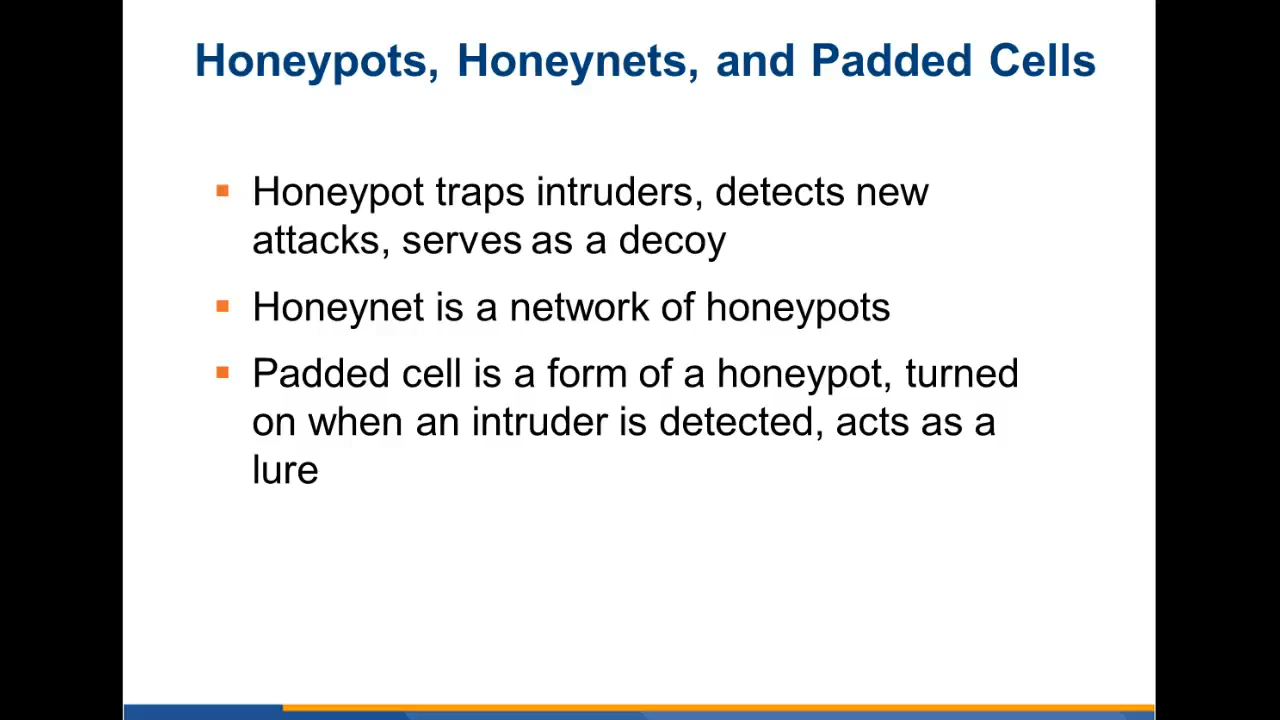 Honeypots, Honeynets, and Padded Cells
Honeypot traps intruders, detects new
attacks, serves as a decoy
Honeynet is a network of honeypots
Padded cell is a form of a honeypot, turned
on when an intruder is detected, acts as a
lure